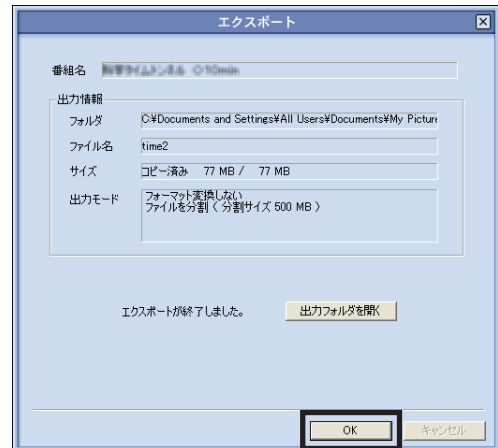 エクスポート
番組名
出力情報
フォルダ C:¥Documents and Settings¥All Users¥Documents¥My Picture
ファイル名 time2
サイズ コピー済み 77 MB / 77 MB
出力モード フォーマット変換しない
ファイルを分割 ( 分割サイズ 500 MB )
エクスポートが終了しました。 出力フォルダを開く
OK キャンセル